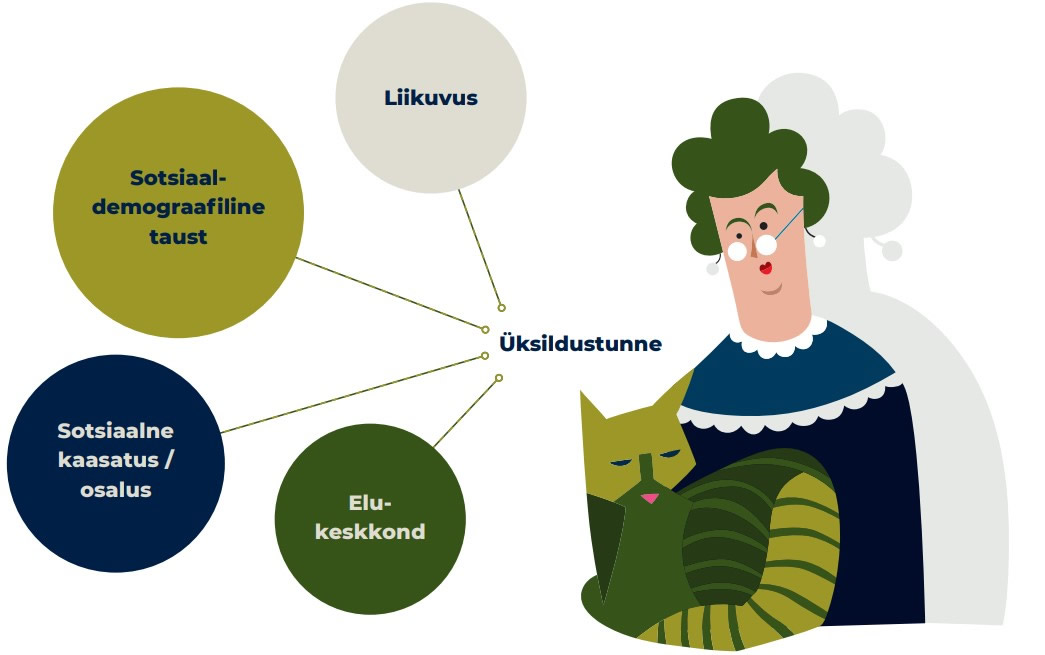 Liikuvus
Sotsiaal-
demograafiline
taust
Üksildustunne
Sotsiaalne
kaasatus /
osalus
Elu-
keskkond